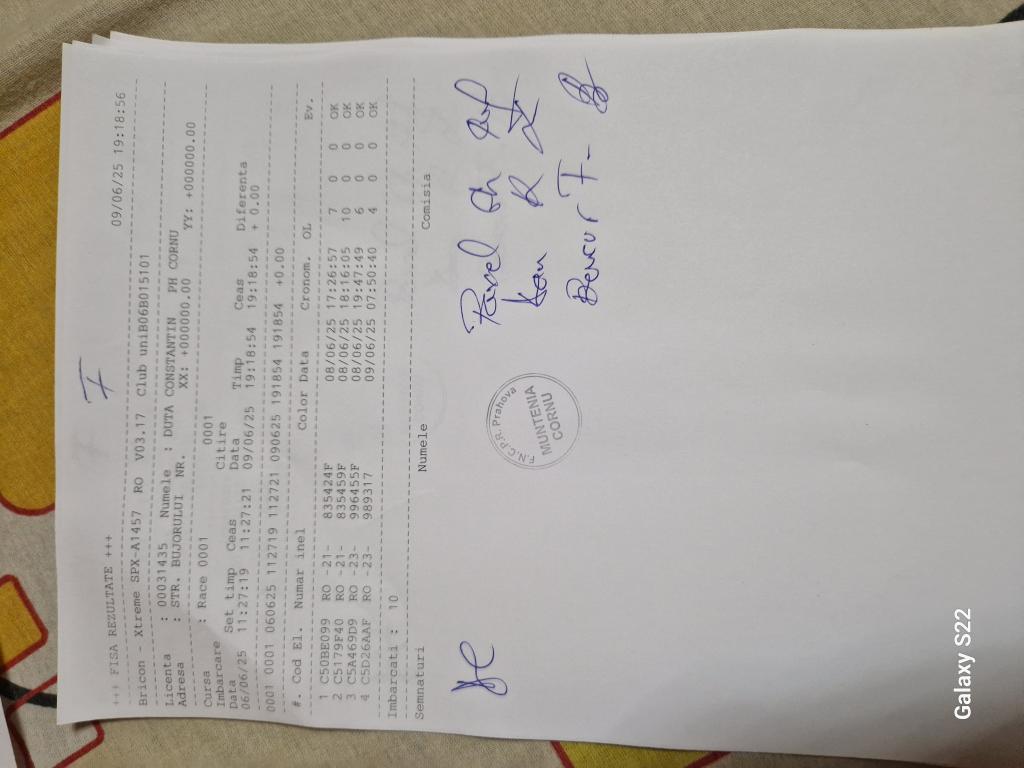 F
+++ FISA REZULTATE +++ 09/06/25 19:18:56
Bricon - Xtreme SPX-A1457 RO V03.17 Club uniB06B015101
Licenta : 00031435 Numele : DUTA CONSTANTIN PH CORNU
Adresa : STR. BUJORULUI NR. XX: +000000.00 YY: +000000.00
Cursa : Race 0001 0001
Imbarcare Citire
Data Set timp Ceas Data Timp Ceas Diferenta
06/06/25 11:27:19 11:27:21 09/06/25 19:18:54 19:18:54 + 0.00
0001 0001 060625 112719 112721 090625 191854 191854 +0.00
#. Cod El. Numar inel Color Data Cronom. OL Ev.
1 C50BE099 RO -21- 835424F 08/06/25 17:26:57 7 0 0 OK
2 C5179F40 RO -21- 835459F 08/06/25 18:16:05 10 0 0 OK
3 C5A469D9 RO -23- 996455F 08/06/25 19:47:49 6 0 0 OK
4 C5D26AAF RO -23- 989317 09/06/25 07:50:40 4 0 0 OK
Imbarcati : 10
Semnaturi Numele Comisia
Pavel
F.N.C.P.R. Prahova
MUNTENIA
CORNU
Galaxy S22